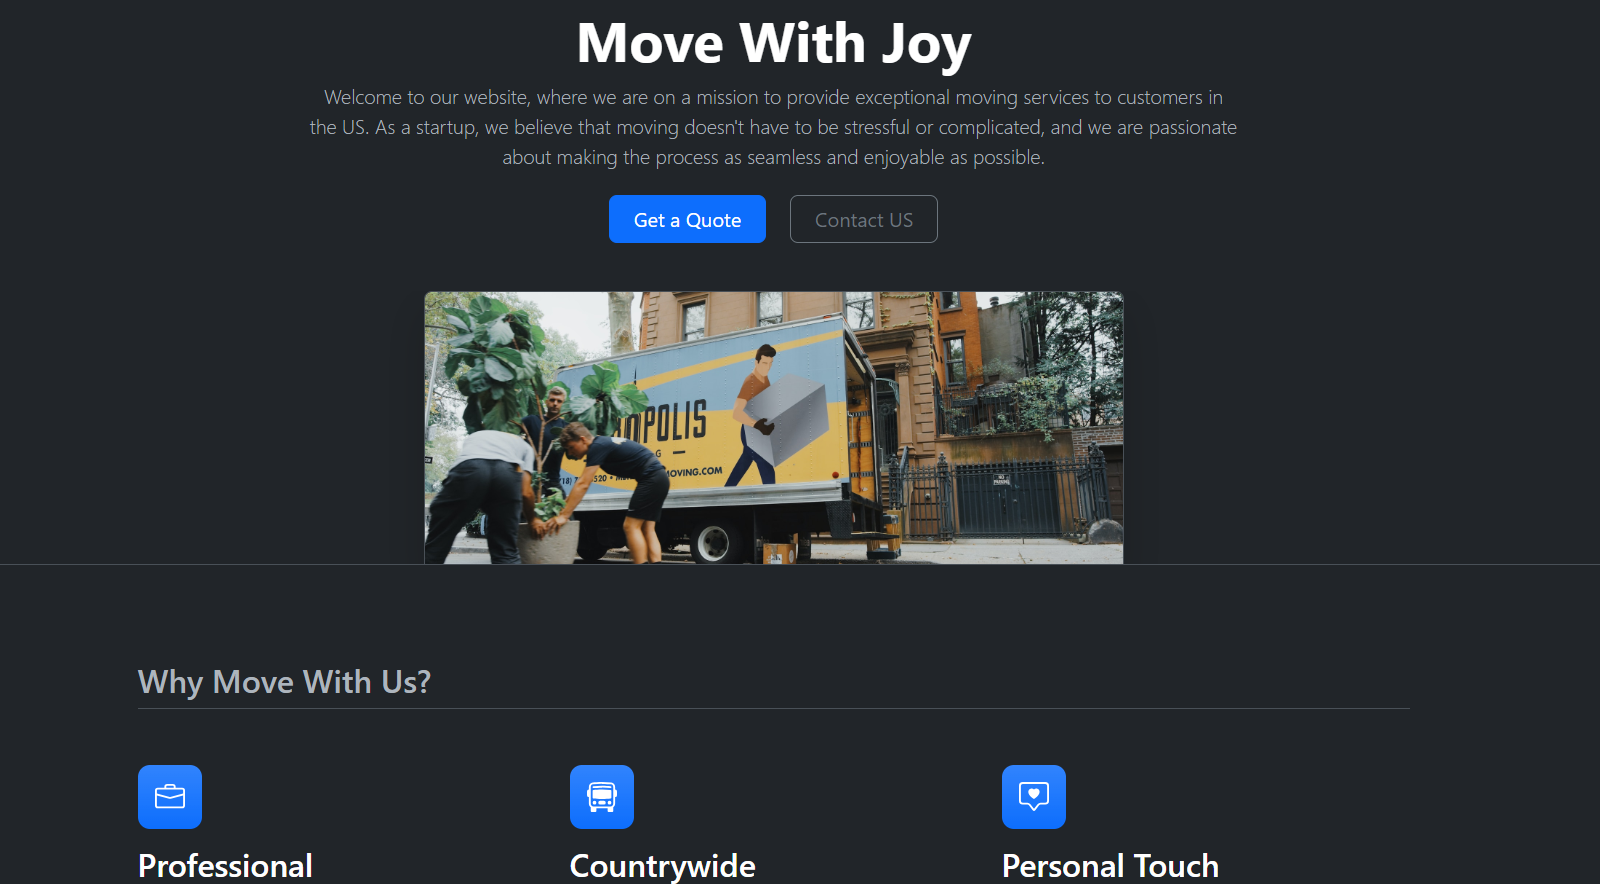 Move With Joy
Welcome to our website, where we are on a mission to provide exceptional moving services to customers in
the US. As a startup, we believe that moving doesn't have to be stressful or complicated, and we are passionate
about making the process as seamless and enjoyable as possible.
Get a Quote
Contact US
OPOLIS
MOVING.COM
NO
PARKING
Why Move With Us?
Professional
Countrywide
Personal Touch